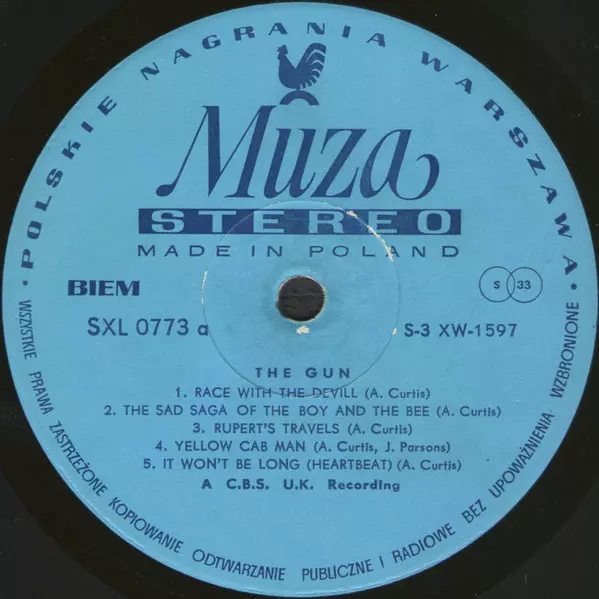 · POLSKIE NAGRANIA WARSZAWA ·
Muza
STEREO
MADE IN POLAND
BIEM
S 33
SXL 0773 a
S-3 XW-1597
THE GUN
1. RACE WITH THE DEVILL (A. Curtis)
2. THE SAD SAGA OF THE BOY AND THE BEE (A. Curtis)
3. RUPERT'S TRAVELS (A. Curtis)
4. YELLOW CAB MAN (A. Curtis, J. Parsons)
5. IT WON'T BE LONG (HEARTBEAT) (A. Curtis)
A C.B.S. U.K. Recording
WSZYSTKIE PRAWA ZASTRZEŻONE KOPIOWANIE ODTWARZANIE PUBLICZNE I RADIOWE BEZ UPOWAŻNIENIA WZBRONIONE